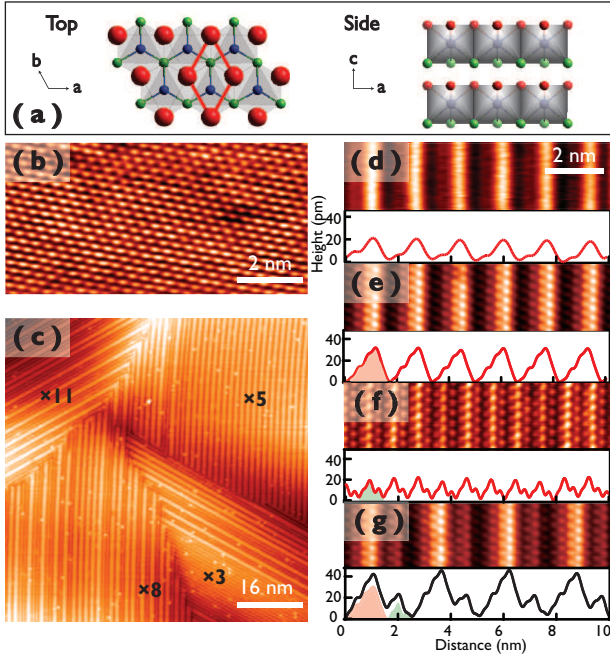 Top
Side
b
a
c
a
(a)
(b)
2 nm
(c)
×11
×5
×8
×3
16 nm
(d)
2 nm
Height (pm)
40
20
0
(e)
40
20
0
(f)
40
20
0
(g)
40
20
0
0 2 4 6 8 10
Distance (nm)